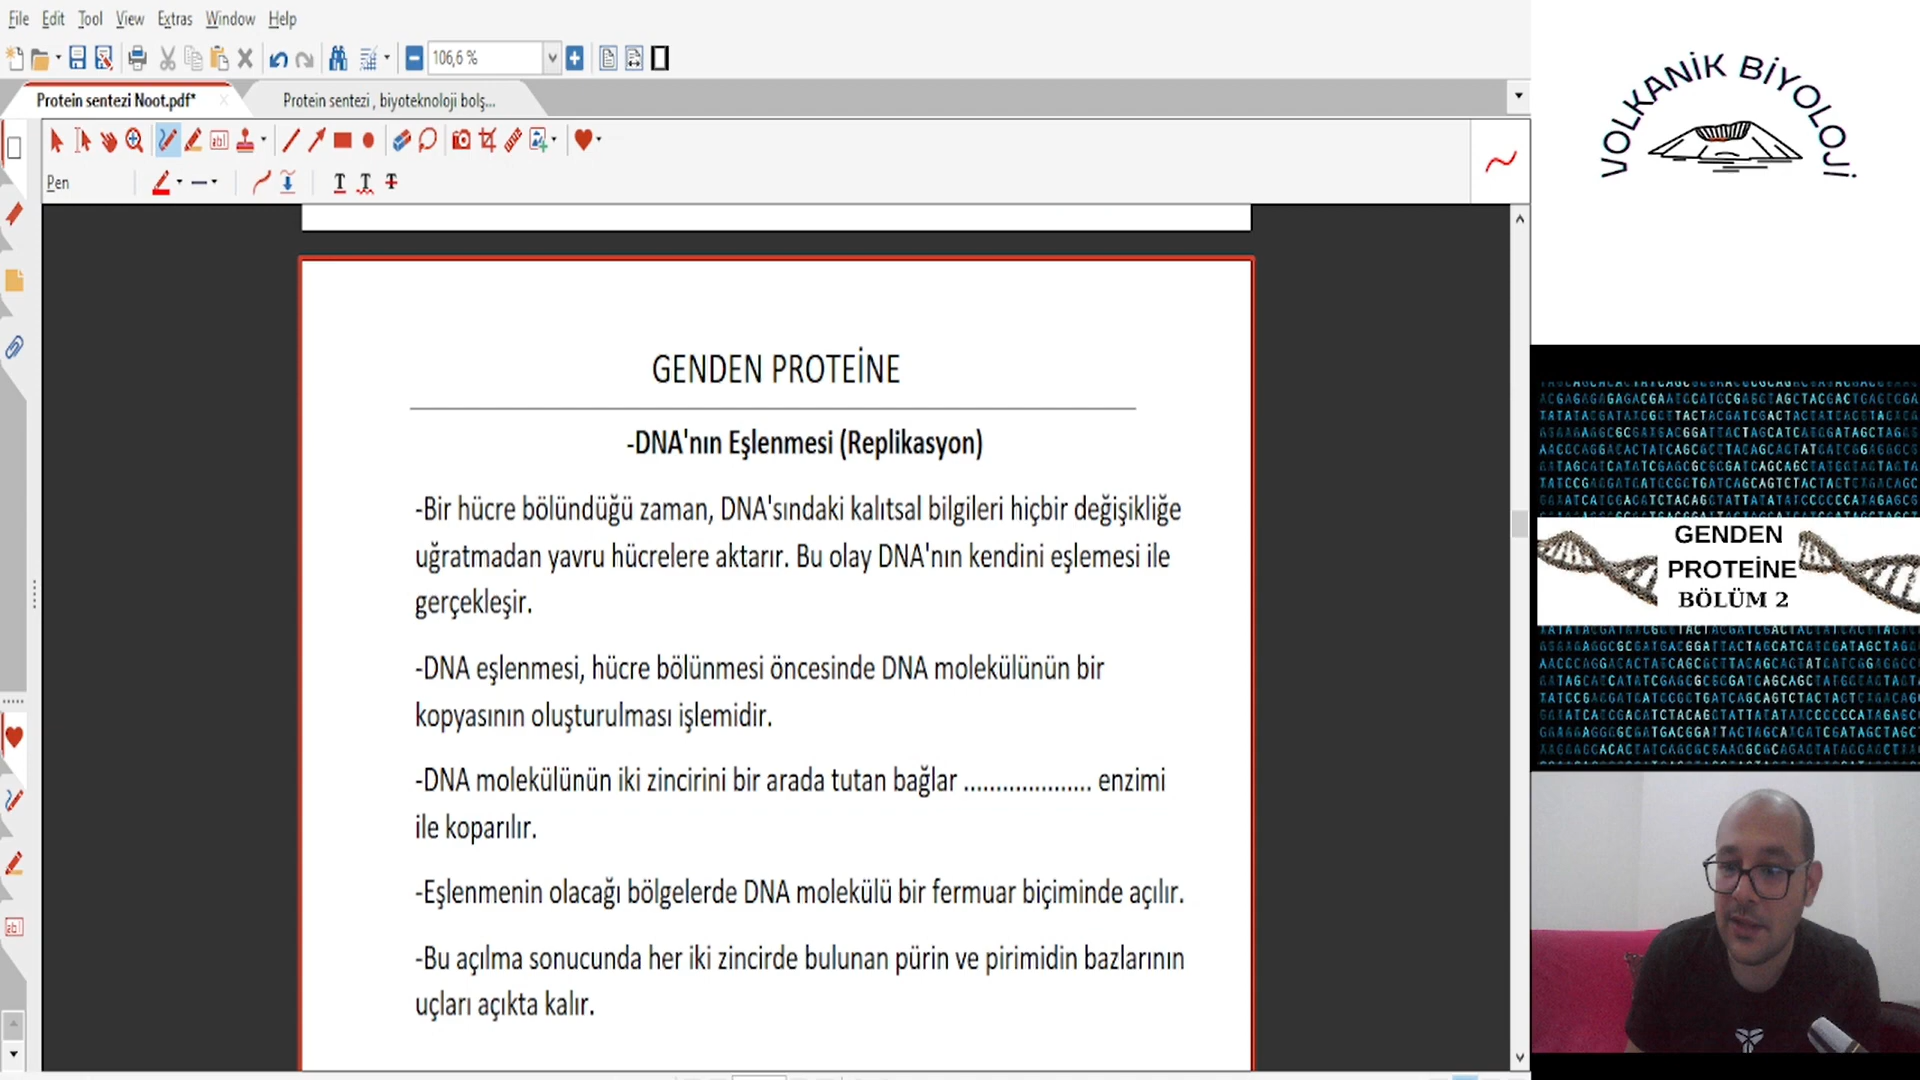 File Edit Tool View Extras Window Help
106,6 %
Protein sentezi Noot.pdf*
Protein sentezi , biyoteknoloji bolş...
Pen
GENDEN PROTEİNE
-DNA'nın Eşlenmesi (Replikasyon)
-Bir hücre bölündüğü zaman, DNA'sındaki kalıtsal bilgileri hiçbir değişikliğe
uğratmadan yavru hücrelere aktarır. Bu olay DNA'nın kendini eşlemesi ile
gerçekleşir.
-DNA eşlenmesi, hücre bölünmesi öncesinde DNA molekülünün bir
kopyasının oluşturulması işlemidir.
-DNA molekülünün iki zincirini bir arada tutan bağlar .................... enzimi
ile koparılır.
-Eşlenmenin olacağı bölgelerde DNA molekülü bir fermuar biçiminde açılır.
-Bu açılma sonucunda her iki zincirde bulunan pürin ve pirimidin bazlarının
uçları açıkta kalır.
VOLKANİK BİYOLOJİ
GENDEN
PROTEİNE
BÖLÜM 2